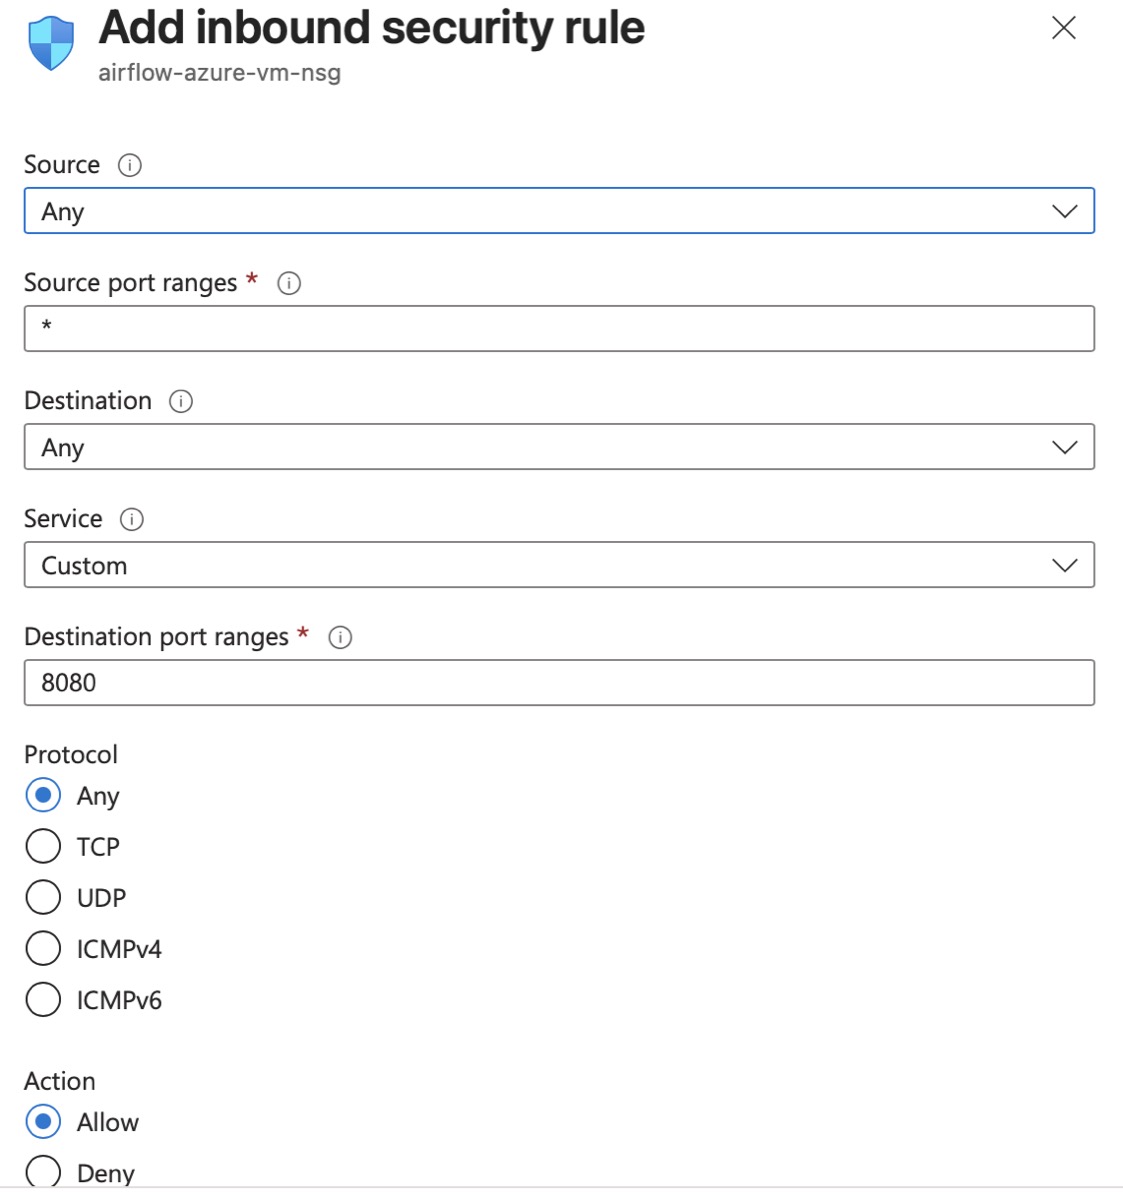 Add inbound security rule
airflow-azure-vm-nsg
Source
Any
Source port ranges *
*
Destination
Any
Service
Custom
Destination port ranges *
8080
Protocol
Any
TCP
UDP
ICMPv4
ICMPv6
Action
Allow
Deny